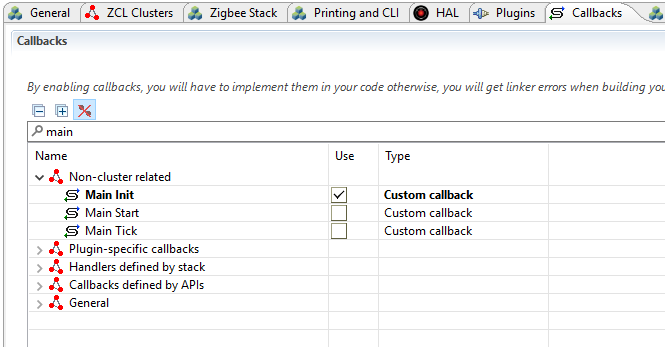 General ZCL Clusters Zigbee Stack Printing and CLI HAL Plugins Callbacks
Callbacks
By enabling callbacks, you will have to implement them in your code otherwise, you will get linker errors when building you
main
Name Use Type
Non-cluster related
Main Init Custom callback
Main Start Custom callback
Main Tick Custom callback
Plugin-specific callbacks
Handlers defined by stack
Callbacks defined by APIs
General